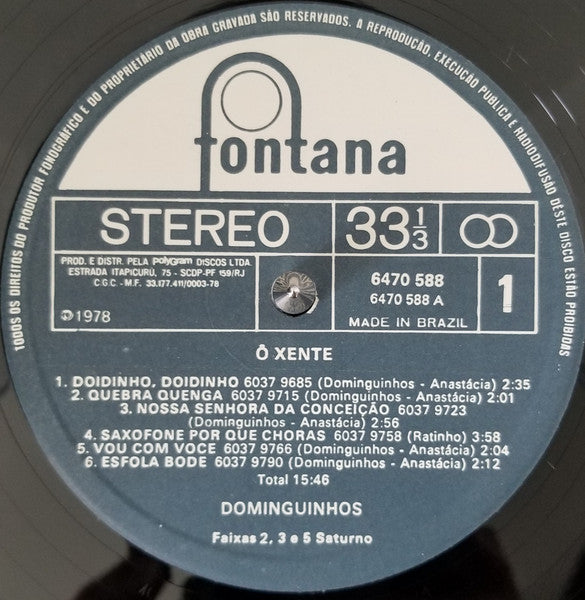 TODOS OS DIREITOS DO PRODUTOR FONOGRÁFICO E DO PROPRIETÁRIO DA OBRA GRAVADA SÃO RESERVADOS. A REPRODUÇÃO, EXECUÇÃO PUBLICA E RADIODIFUSÃO DÊSTE DISCO ESTÃO PROIBIDAS
fontana
STEREO
33 1/3
PROD. E DISTR. PELA polygram DISCOS LTDA.
ESTRADA ITAPICURÚ, 75 - SCDP-PF 159/RJ
C.G.C - M.F. 33.177.411/0003-78
℗1978
6470 588
6470 588 A
MADE IN BRAZIL
1
Ô XENTE
1. DOIDINHO, DOIDINHO 6037 9685 (Dominguinhos - Anastácia) 2:35
2. QUEBRA QUENGA 6037 9715 (Dominguinhos - Anastácia) 2:01
3. NOSSA SENHORA DA CONCEIÇÃO 6037 9723
(Dominguinhos - Anastácia) 2:56
4. SAXOFONE POR QUE CHORAS 6037 9758 (Ratinho) 3:58
5. VOU COM VOCE 6037 9766 (Dominguinhos - Anastácia) 2:04
6. ESFOLA BODE 6037 9790 (Dominguinhos - Anastácia) 2:12
Total 15:46
DOMINGUINHOS
Faixas 2, 3 e 5 Saturno